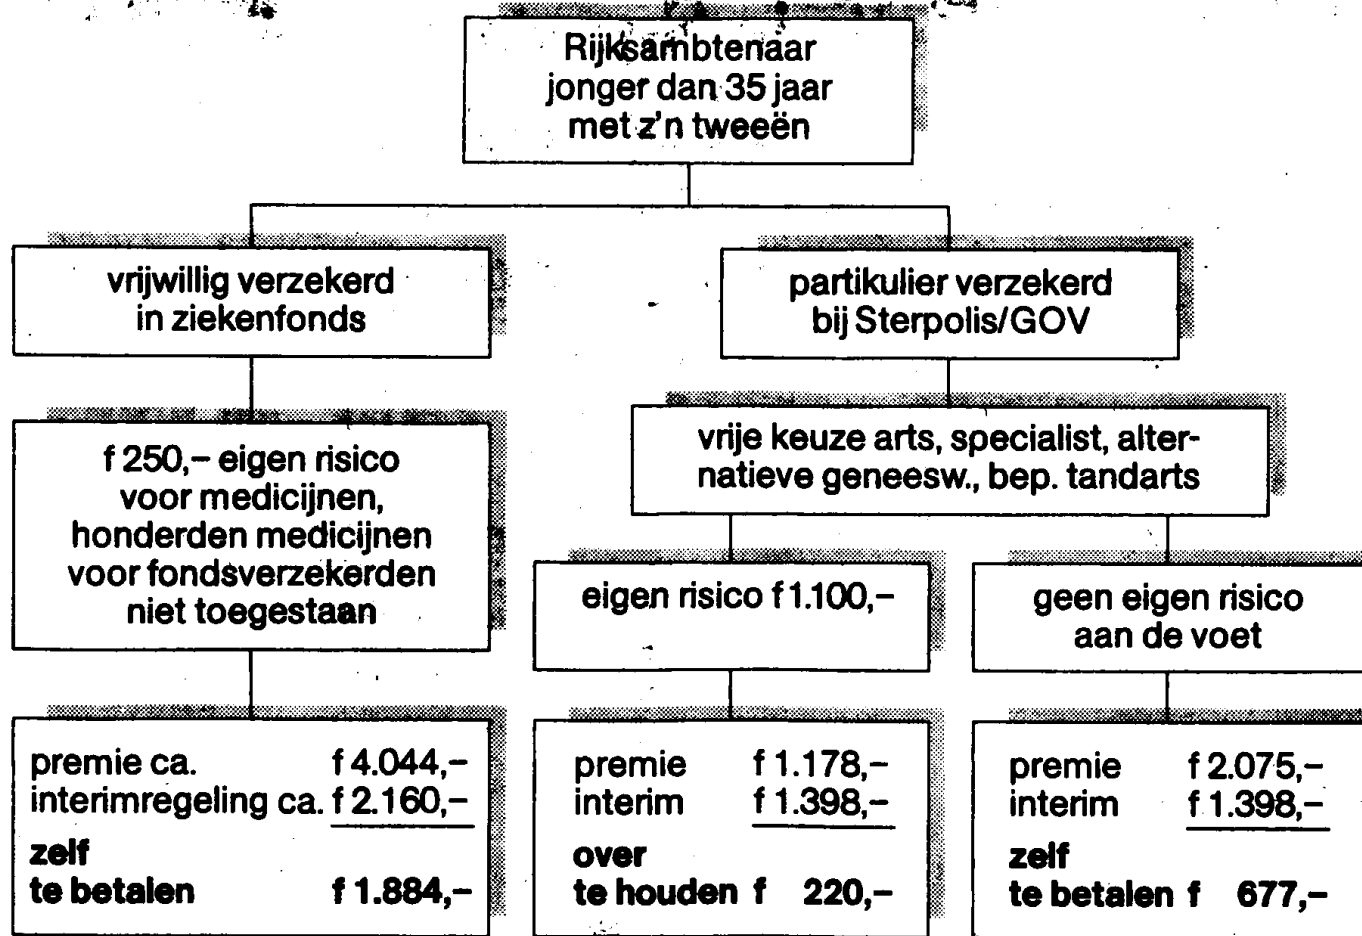 Rijksambtenaar
jonger dan 35 jaar
met z'n tweeën
vrijwillig verzekerd
in ziekenfonds
partikulier verzekerd
bij Sterpolis/GOV
f 250,– eigen risico
voor medicijnen,
honderden medicijnen
voor fondsverzekerden
niet toegestaan
vrije keuze arts, specialist, alter-
natieve geneesw., bep. tandarts
eigen risico f 1.100,–
geen eigen risico
aan de voet
premie ca. f 4.044,–
interimregeling ca. f 2.160,–
zelf
te betalen f 1.884,–
premie f 1.178,–
interim f 1.398,–
over
te houden f 220,–
premie f 2.075,–
interim f 1.398,–
zelf
te betalen f 677,–